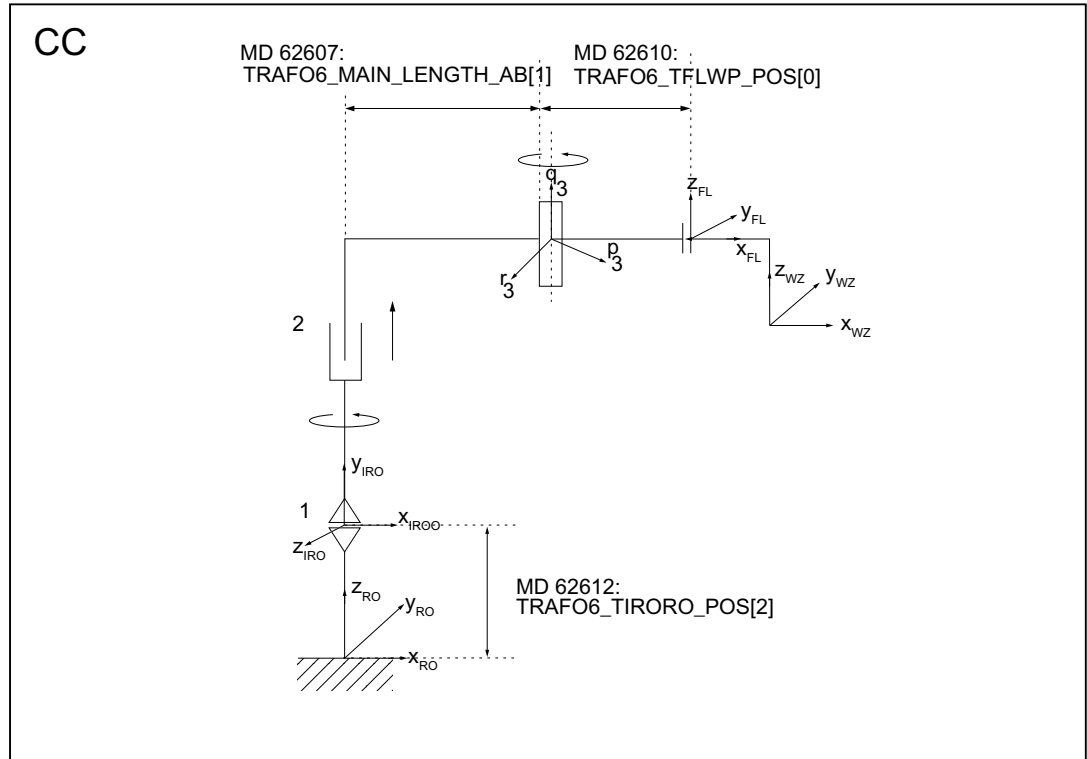 CC
MD 62607:
TRAFO6_MAIN_LENGTH_AB[1]
MD 62610:
TRAFO6_TFLWP_POS[0]
q3
zFL
yFL
xFL
p3
r3
zWZ
yWZ
xWZ
2
yIRO
1
xIROO
zIRO
MD 62612:
TRAFO6_TIRORO_POS[2]
zRO
yRO
xRO